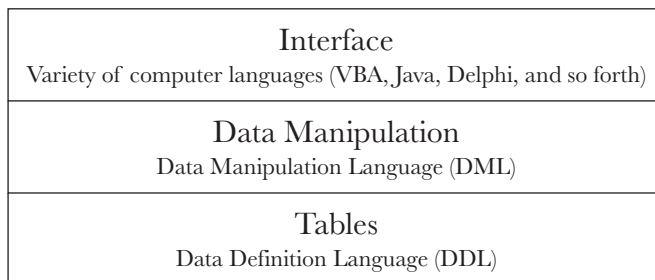 Interface
Variety of computer languages (VBA, Java, Delphi, and so forth)
Data Manipulation
Data Manipulation Language (DML)
Tables
Data Definition Language (DDL)